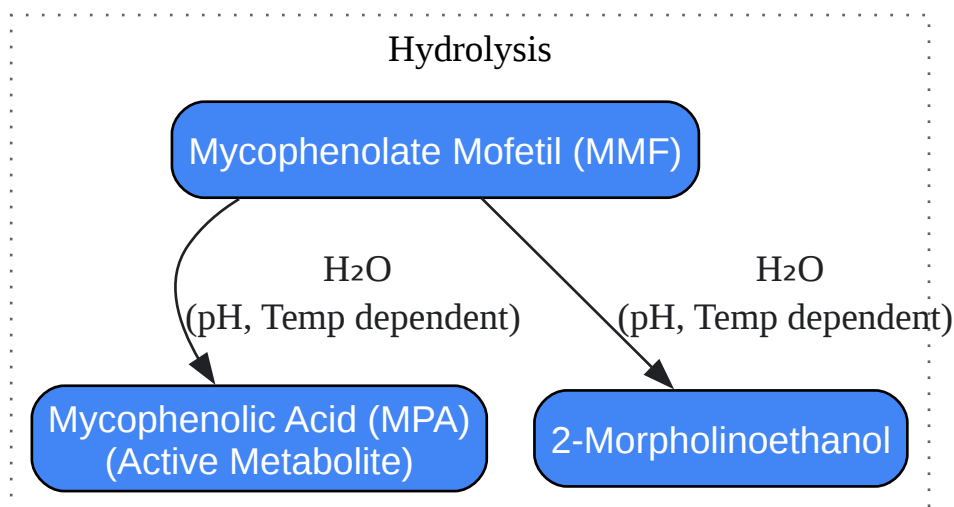 Hydrolysis
Mycophenolate Mofetil (MMF)
H₂O
(pH, Temp dependent)
H₂O
(pH, Temp dependent)
Mycophenolic Acid (MPA)
(Active Metabolite)
2-Morpholinoethanol